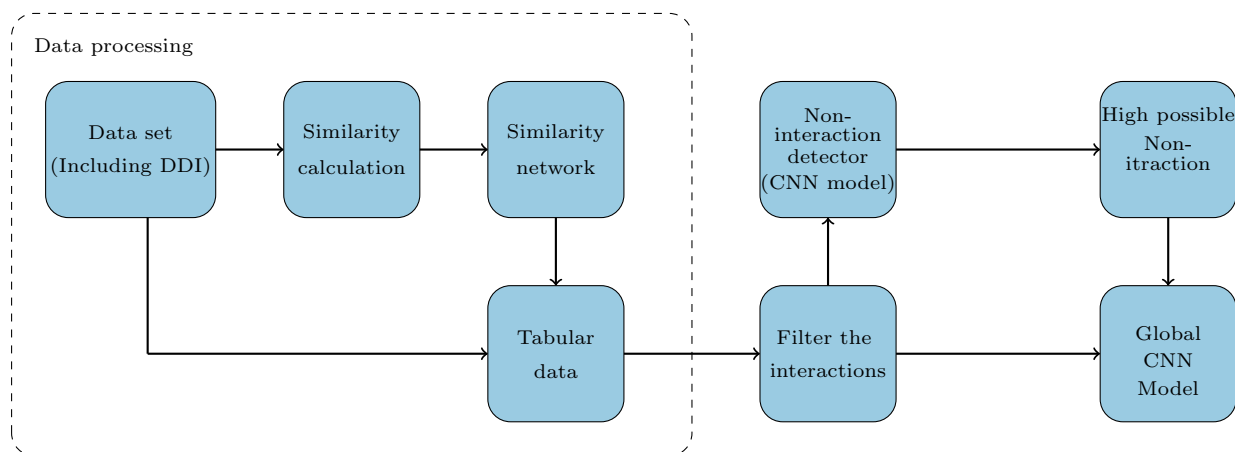 Data processing
Data set
(Including DDI)
Similarity
calculation
Similarity
network
Non-
interaction
detector
(CNN model)
High possible
Non-
itraction
Tabular
data
Filter the
interactions
Global
CNN
Model